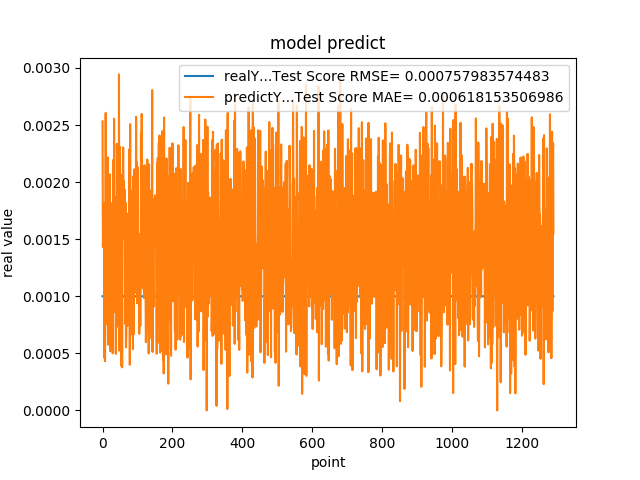 model predict
realY...Test Score RMSE= 0.000757983574483
predictY...Test Score MAE= 0.000618153506986
real value
0.0030
0.0025
0.0020
0.0015
0.0010
0.0005
0.0000
0 200 400 600 800 1000 1200
point